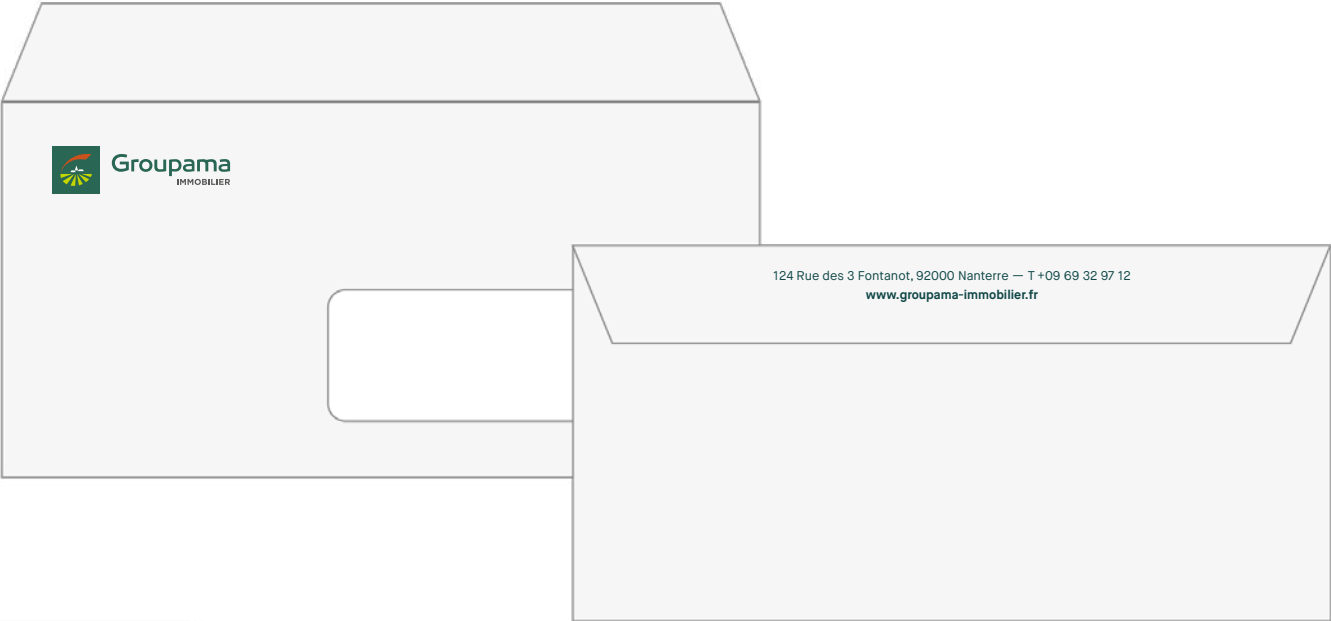 Groupama
IMMOBILIER
124 Rue des 3 Fontanot, 92000 Nanterre — T +09 69 32 97 12
www.groupama-immobilier.fr